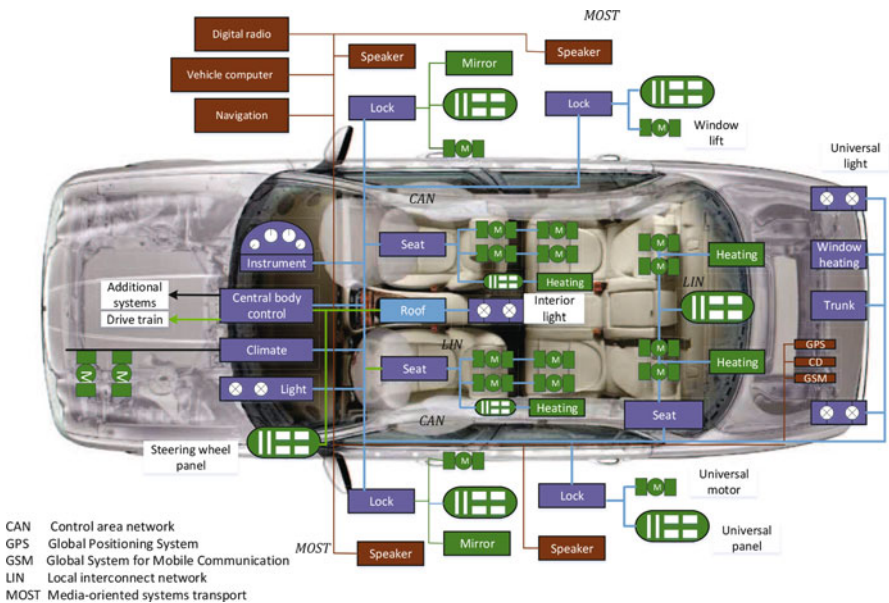 MOST
Digital radio
Speaker
Speaker
Mirror
Vehicle computer
Navigation
Lock
Lock
M
M
Window
lift
Universal
light
CAN
Seat
M
M
M
M
M
M
Instrument
Heating
Heating
LIN
Window
heating
Additional
systems
Central body
control
Roof
Interior
light
Trunk
Drive train
Climate
LIN
Seat
M
M
M
M
M
M
M
M
Heating
Heating
GPS
CD
GSM
Light
CAN
Seat
Steering wheel
panel
M
Lock
Lock
M
Universal
motor
Universal
panel
MOST
Speaker
Mirror
Speaker
CAN Control area network
GPS Global Positioning System
GSM Global System for Mobile Communication
LIN Local interconnect network
MOST Media-oriented systems transport